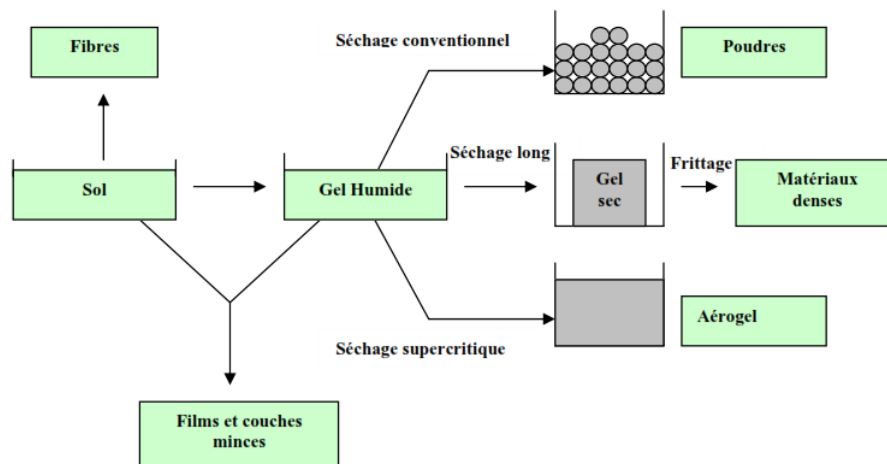 Fibres
Séchage conventionnel
Poudres
Sol
Gel Humide
Séchage long
Gel
sec
Frittage
Matériaux
denses
Séchage supercritique
Aérogel
Films et couches
minces